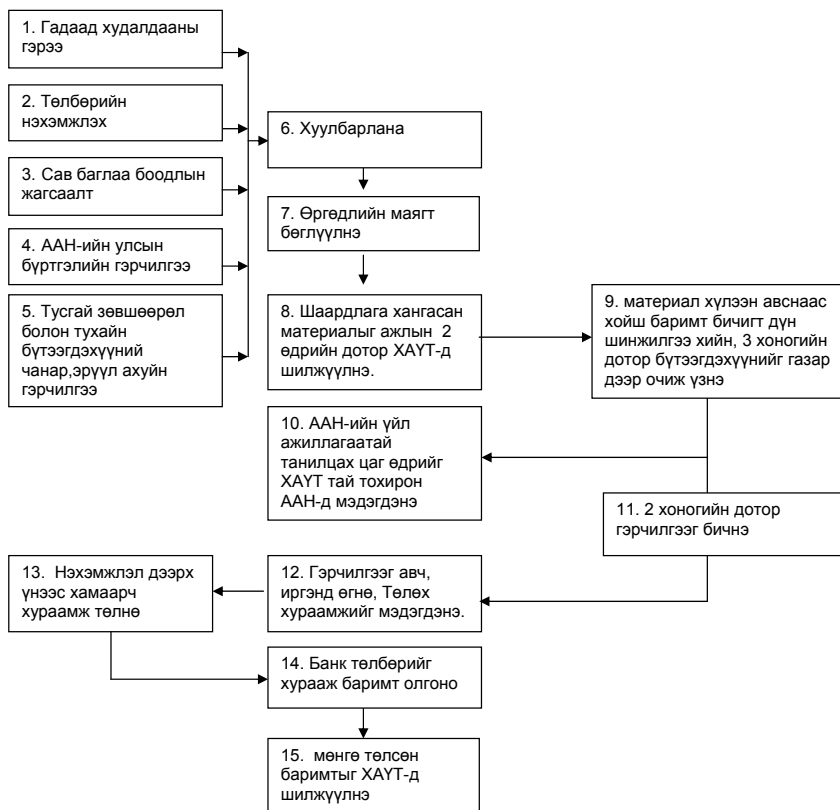 1. Гадаад худалдааны
гэрээ
2. Төлбөрийн
нэхэмжлэх
3. Сав баглаа боодлын
жагсаалт
4. ААН-ийн улсын
бүртгэлийн гэрчилгээ
5. Тусгай зөвшөөрөл
болон тухайн
бүтээгдэхүүний
чанар,эрүүл ахуйн
гэрчилгээ
6. Хуулбарлана
7. Өргөдлийн маягт
бөглүүлнэ
8. Шаардлага хангасан
материалыг ажлын 2
өдрийн дотор ХАҮТ-д
шилжүүлнэ.
9. материал хүлээн авснаас
хойш баримт бичигт дүн
шинжилгээ хийн, 3 хоногийн
дотор бүтээгдэхүүнийг газар
дээр очиж үзнэ
10. ААН-ийн үйл
ажиллагаатай
танилцах цаг өдрийг
ХАҮТ тай тохирон
ААН-д мэдэгдэнэ
11. 2 хоногийн дотор
гэрчилгээг бичнэ
12. Гэрчилгээг авч,
иргэнд өгнө, Төлөх
хураамжийг мэдэгдэнэ.
13. Нэхэмжлэл дээрх
үнээс хамаарч
хураамж төлнө
14. Банк төлбөрийг
хурааж баримт олгоно
15. мөнгө төлсөн
баримтыг ХАҮТ-д
шилжүүлнэ